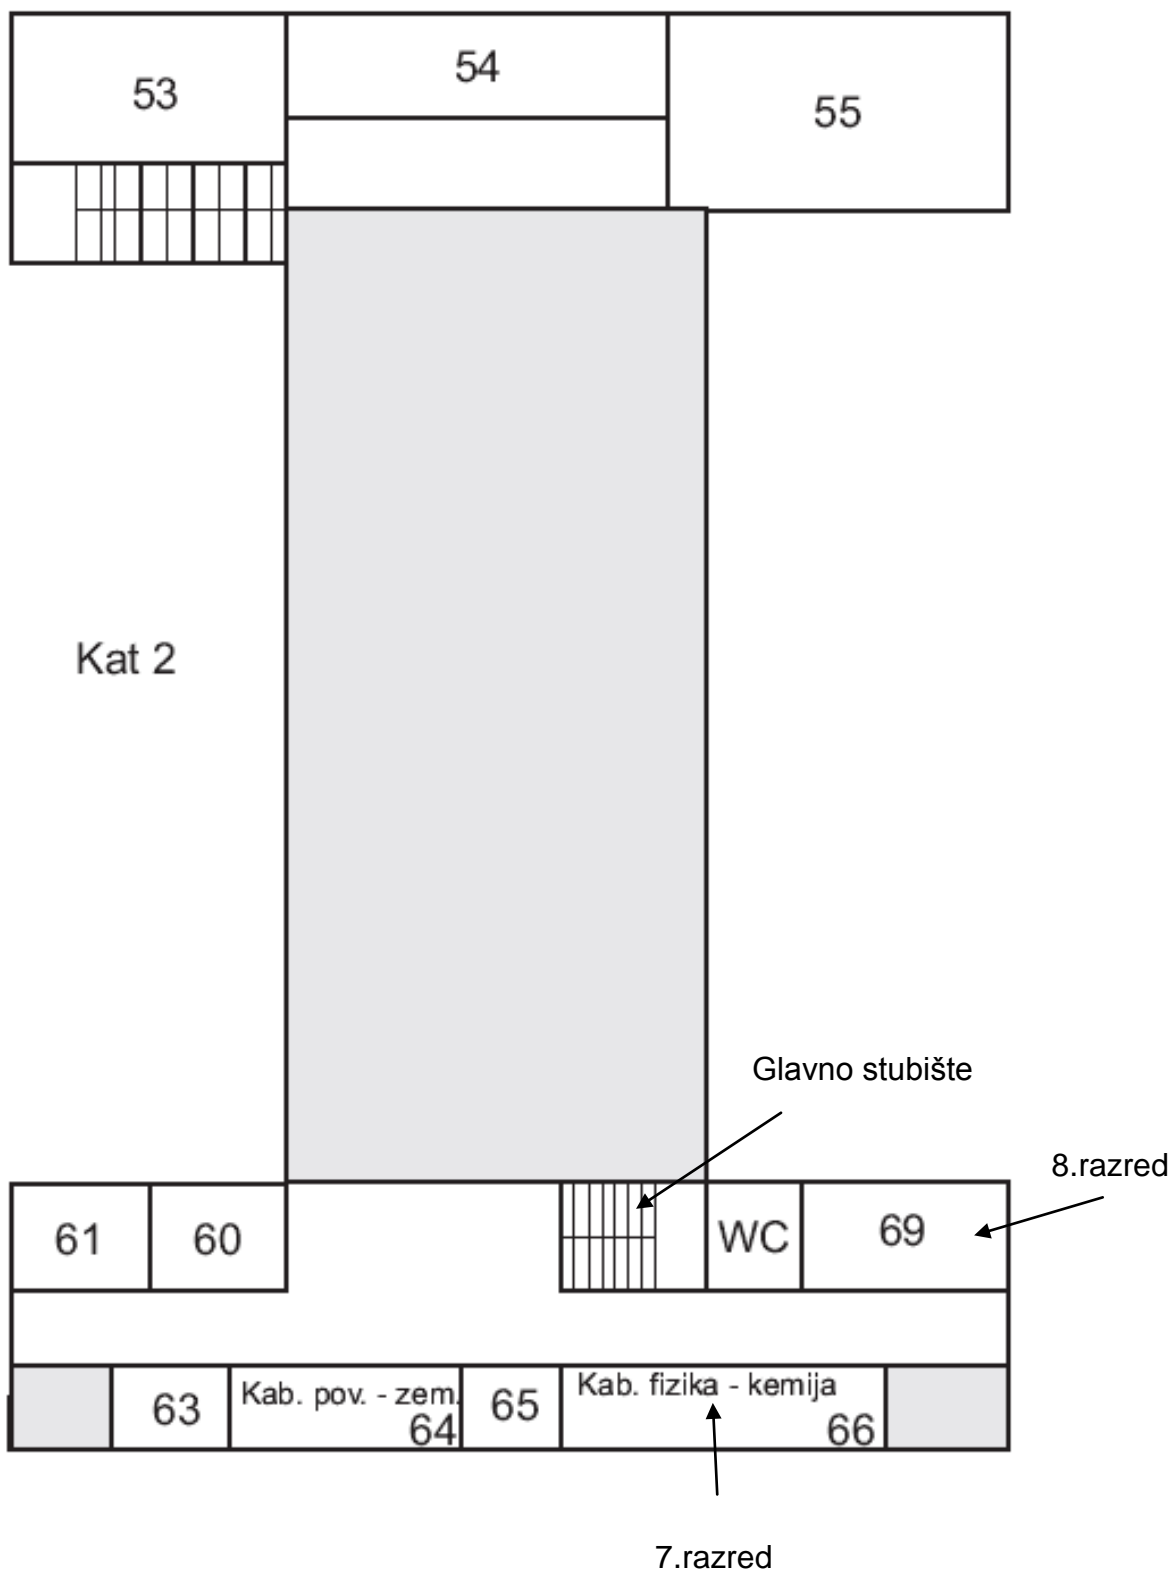 53
54
55
Kat 2
Glavno stubište
8.razred
61
60
WC
69
63
Kab. pov. - zem.
64
65
Kab. fizika - kemija
66
7.razred